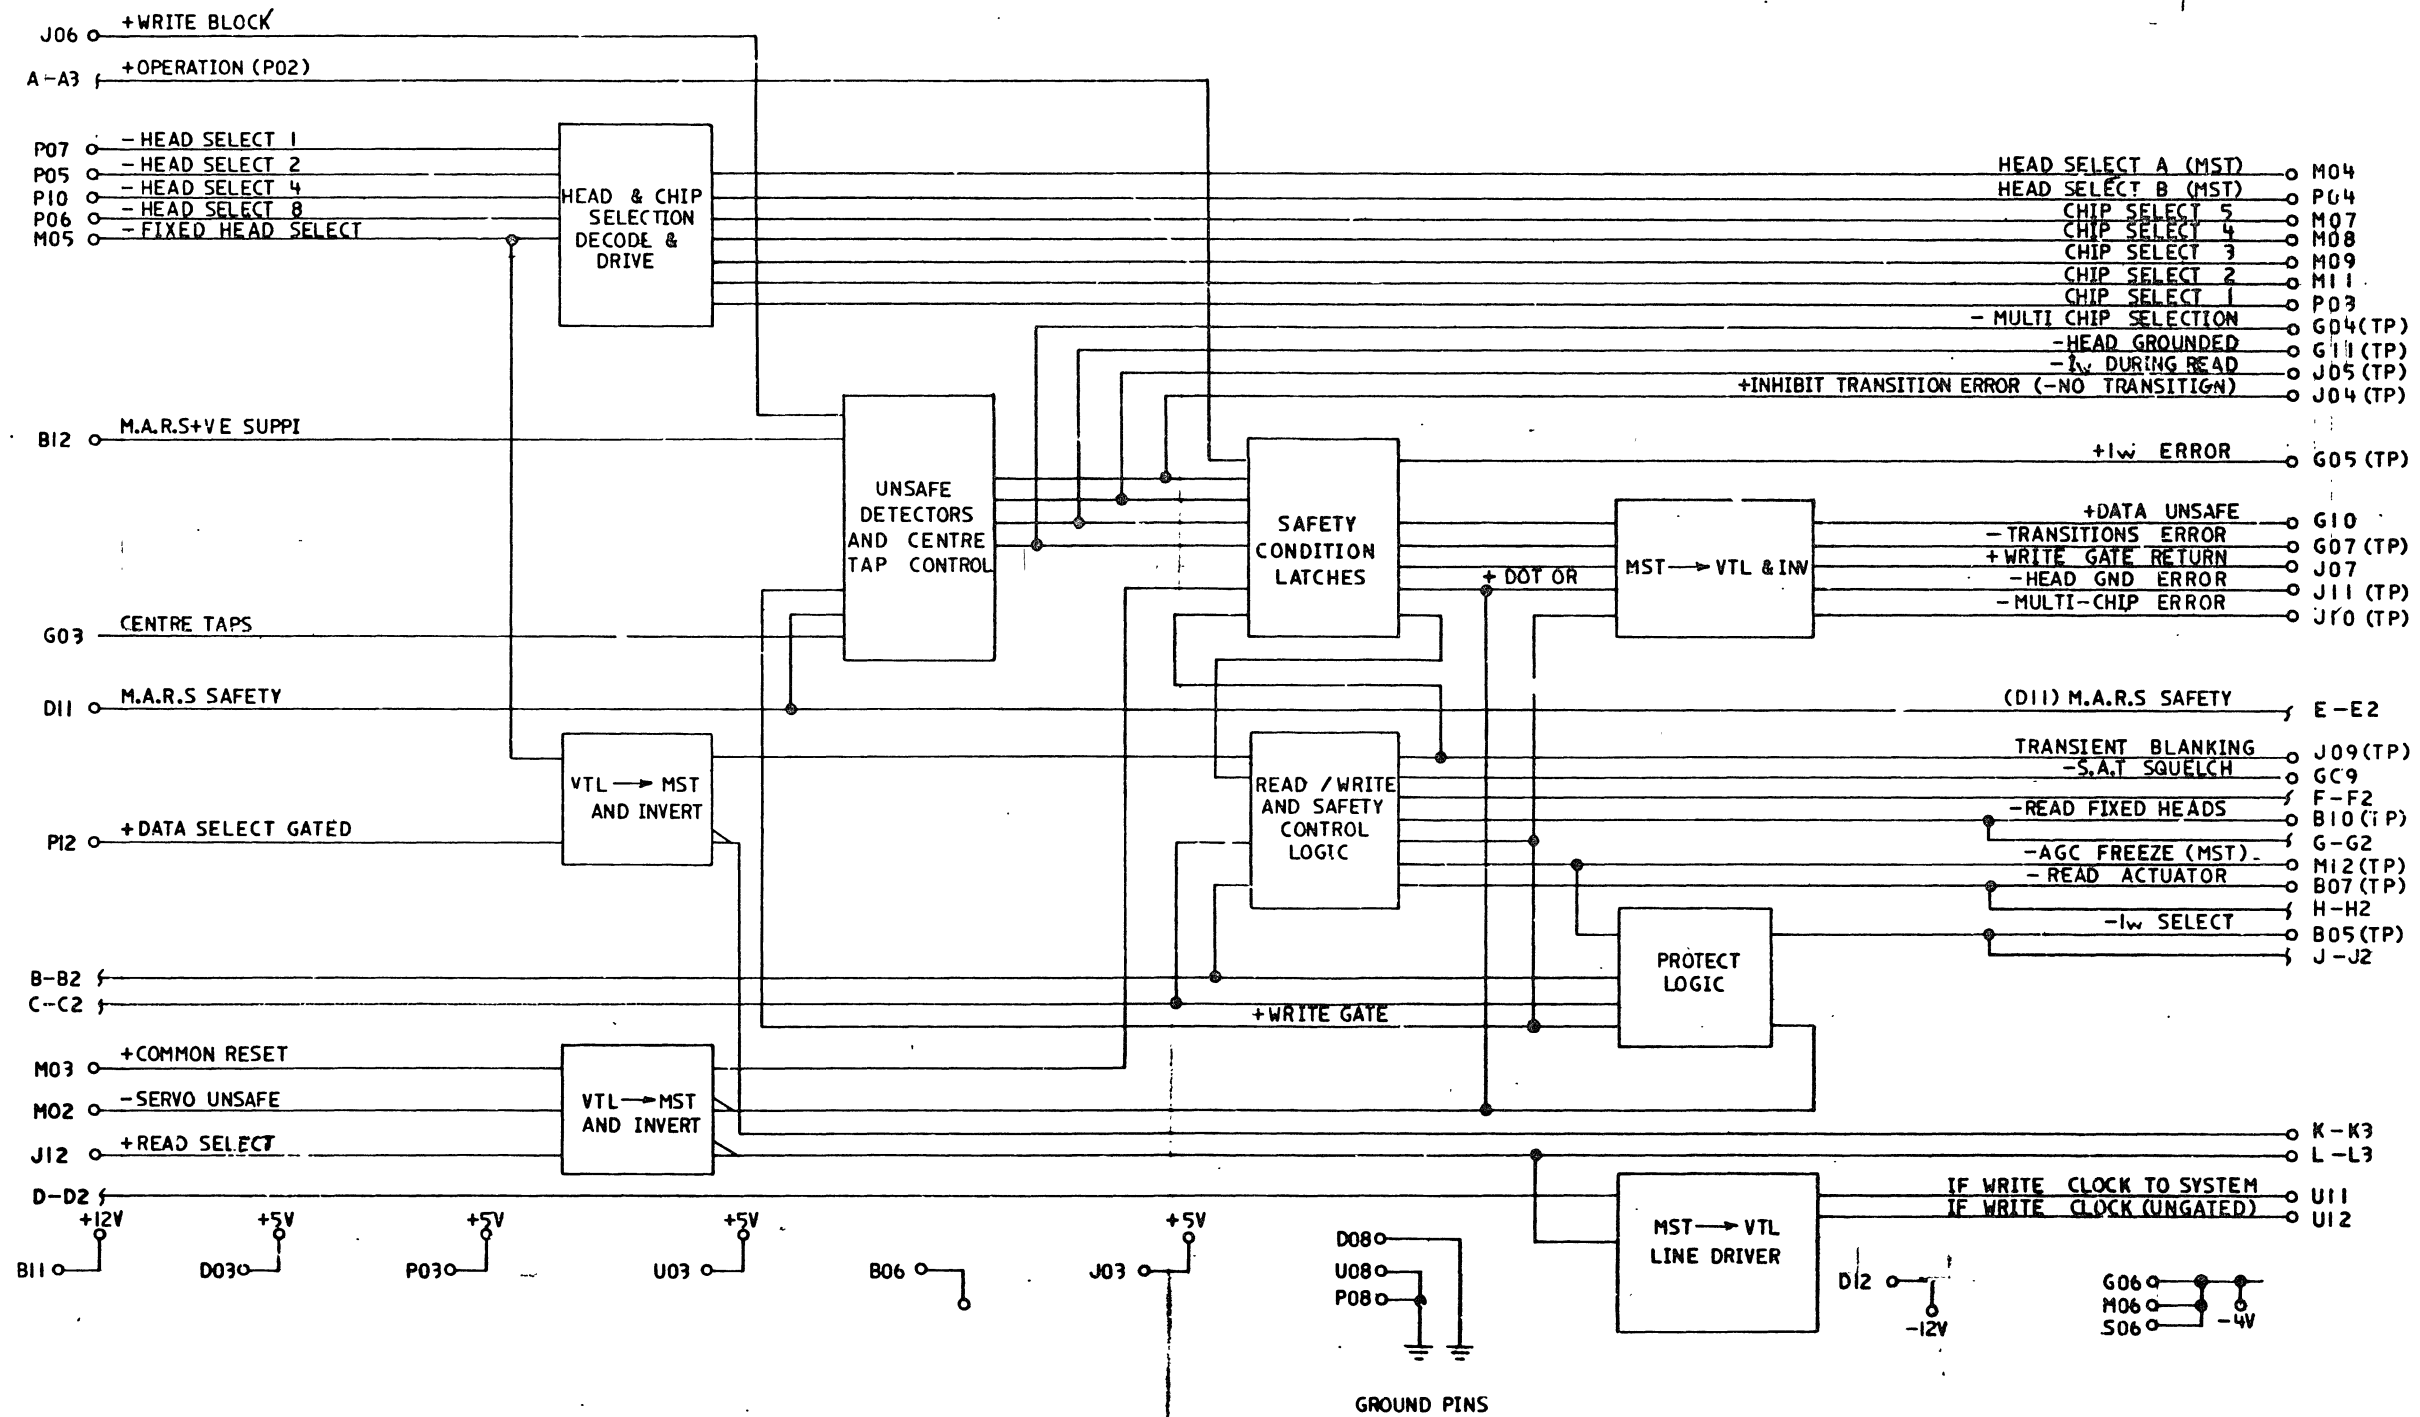 +WRITE BLOCK
J06
+OPERATION (P02)
A-A3
-HEAD SELECT 1
P07
-HEAD SELECT 2
P05
-HEAD SELECT 4
P10
-HEAD SELECT 8
P06
-FIXED HEAD SELECT
M05
HEAD & CHIP
SELECTION
DECODE &
DRIVE
HEAD SELECT A (MST)
M04
HEAD SELECT B (MST)
P04
CHIP SELECT 5
M07
CHIP SELECT 4
M08
CHIP SELECT 3
M09
CHIP SELECT 2
M11
CHIP SELECT 1
P03
- MULTI CHIP SELECTION
G04(TP)
-HEAD GROUNDED
G11(TP)
-Iw DURING READ
J05(TP)
+INHIBIT TRANSITION ERROR (-NO TRANSITIGN)
J04(TP)
M.A.R.S+VE SUPPI
B12
UNSAFE
DETECTORS
AND CENTRE
TAP CONTROL
CENTRE TAPS
G03
M.A.R.S SAFETY
D11
SAFETY
CONDITION
LATCHES
+Iw ERROR
G05(TP)
+ DOT OR
MST→VTL & INV
+DATA UNSAFE
G10
-TRANSITIONS ERROR
G07(TP)
+WRITE GATE RETURN
J07
-HEAD GND ERROR
J11(TP)
-MULTI-CHIP ERROR
J10(TP)
(D11) M.A.R.S SAFETY
E-E2
VTL→MST
AND INVERT
+DATA SELECT GATED
P12
READ/WRITE
AND SAFETY
CONTROL
LOGIC
TRANSIENT BLANKING
J09(TP)
-S.A.T SQUELCH
GC9
F-F2
-READ FIXED HEADS
B10(TP)
G-G2
-AGC FREEZE (MST)
M12(TP)
-READ ACTUATOR
B07(TP)
H-H2
-Iw SELECT
B05(TP)
J-J2
PROTECT
LOGIC
B-B2
C-C2
+WRITE GATE
+COMMON RESET
M03
-SERVO UNSAFE
M02
+READ SELECT
J12
VTL→MST
AND INVERT
K-K3
L-L3
D-D2
MST→VTL
LINE DRIVER
IF WRITE CLOCK TO SYSTEM
U11
IF WRITE CLOCK (UNGATED)
U12
+12V
+5V
+5V
+5V
+5V
B11
D03
P03
U03
B06
J03
D08
U08
P08
D12
-12V
G06
M06
S06
-4V
GROUND PINS